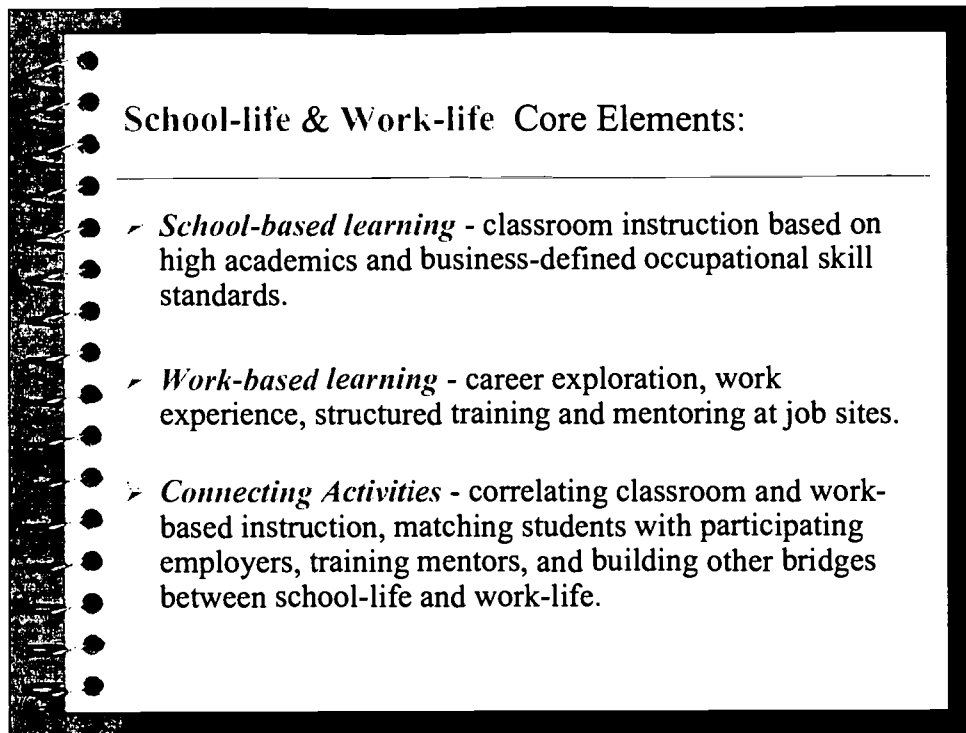 School-life & Work-life Core Elements:
School-based learning - classroom instruction based on
high academics and business-defined occupational skill
standards.
Work-based learning - career exploration, work
experience, structured training and mentoring at job sites.
Connecting Activities - correlating classroom and work-
based instruction, matching students with participating
employers, training mentors, and building other bridges
between school-life and work-life.